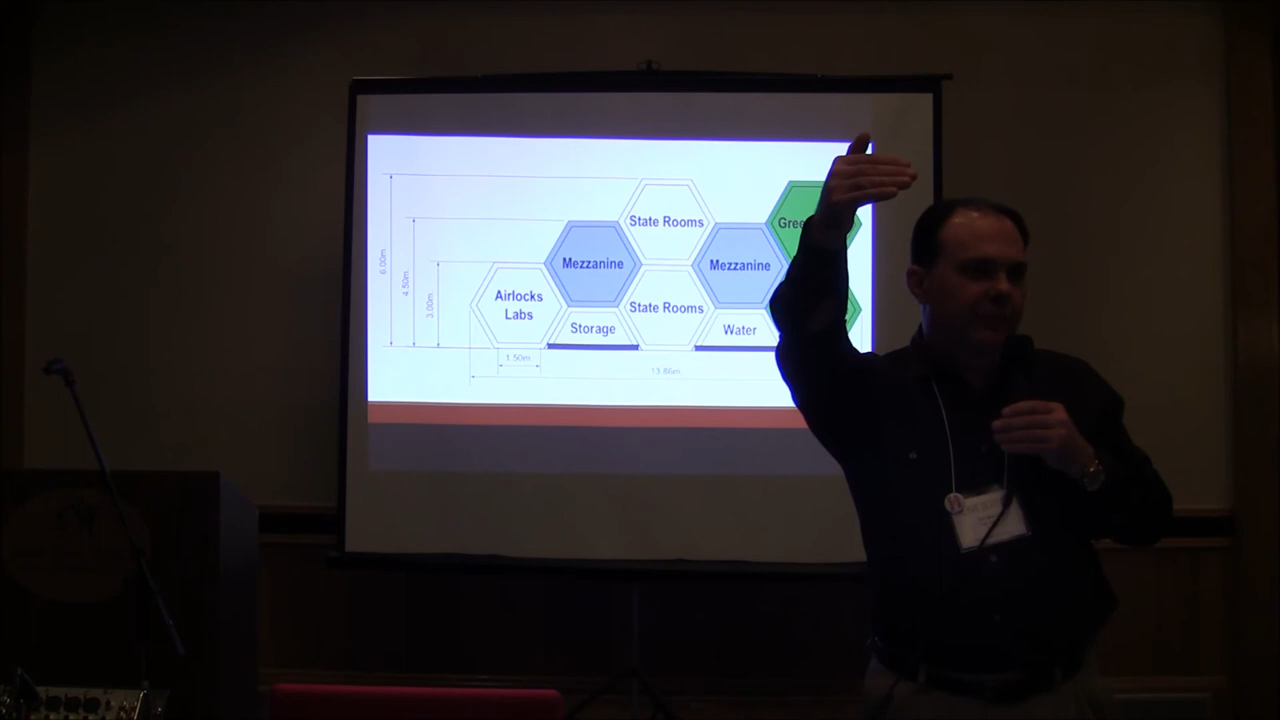 State Rooms
Gree
Mezzanine
Mezzanine
Airlocks
Labs
State Rooms
Storage
Water
6.00m
4.50m
3.00m
1.50m
13.86m